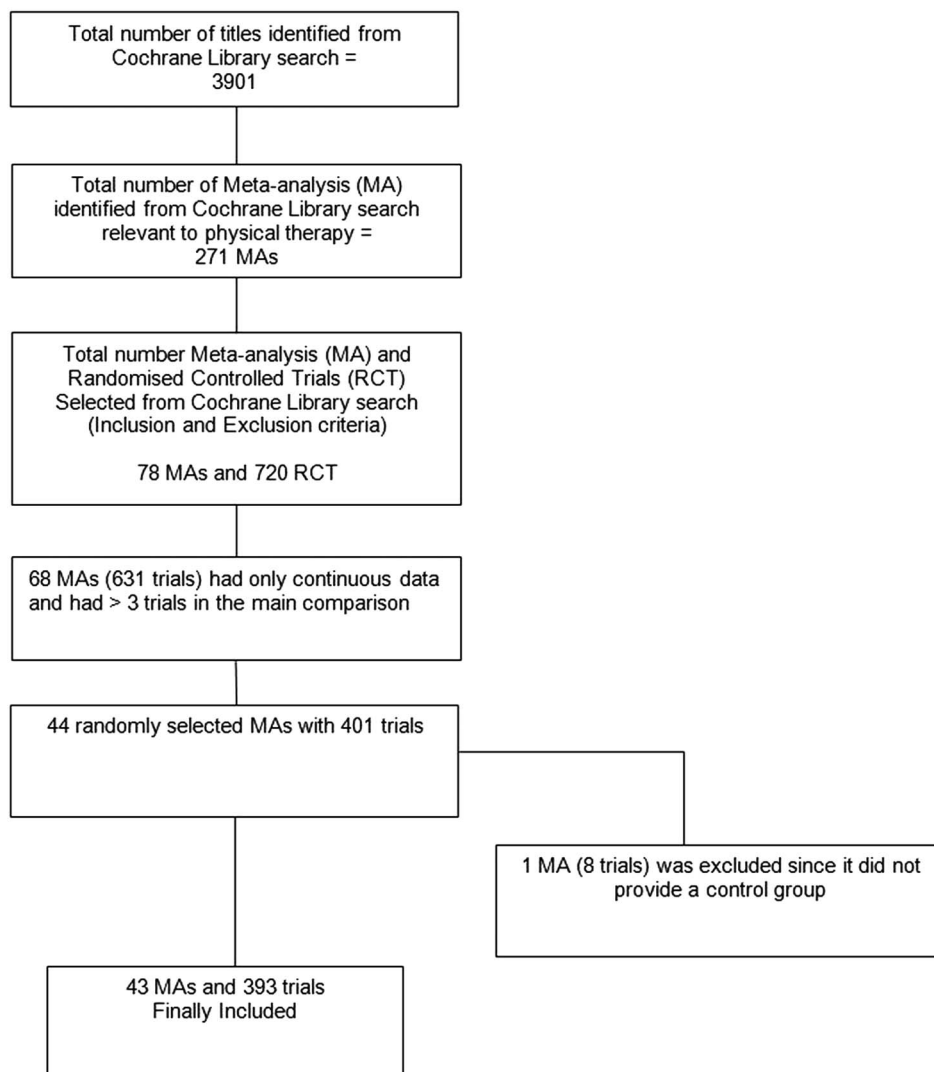 Total number of titles identified from
Cochrane Library search =
3901
Total number of Meta-analysis (MA)
identified from Cochrane Library search
relevant to physical therapy =
271 MAs
Total number Meta-analysis (MA) and
Randomised Controlled Trials (RCT)
Selected from Cochrane Library search
(Inclusion and Exclusion criteria)
78 MAs and 720 RCT
68 MAs (631 trials) had only continuous data
and had > 3 trials in the main comparison
44 randomly selected MAs with 401 trials
1 MA (8 trials) was excluded since it did not
provide a control group
43 MAs and 393 trials
Finally Included